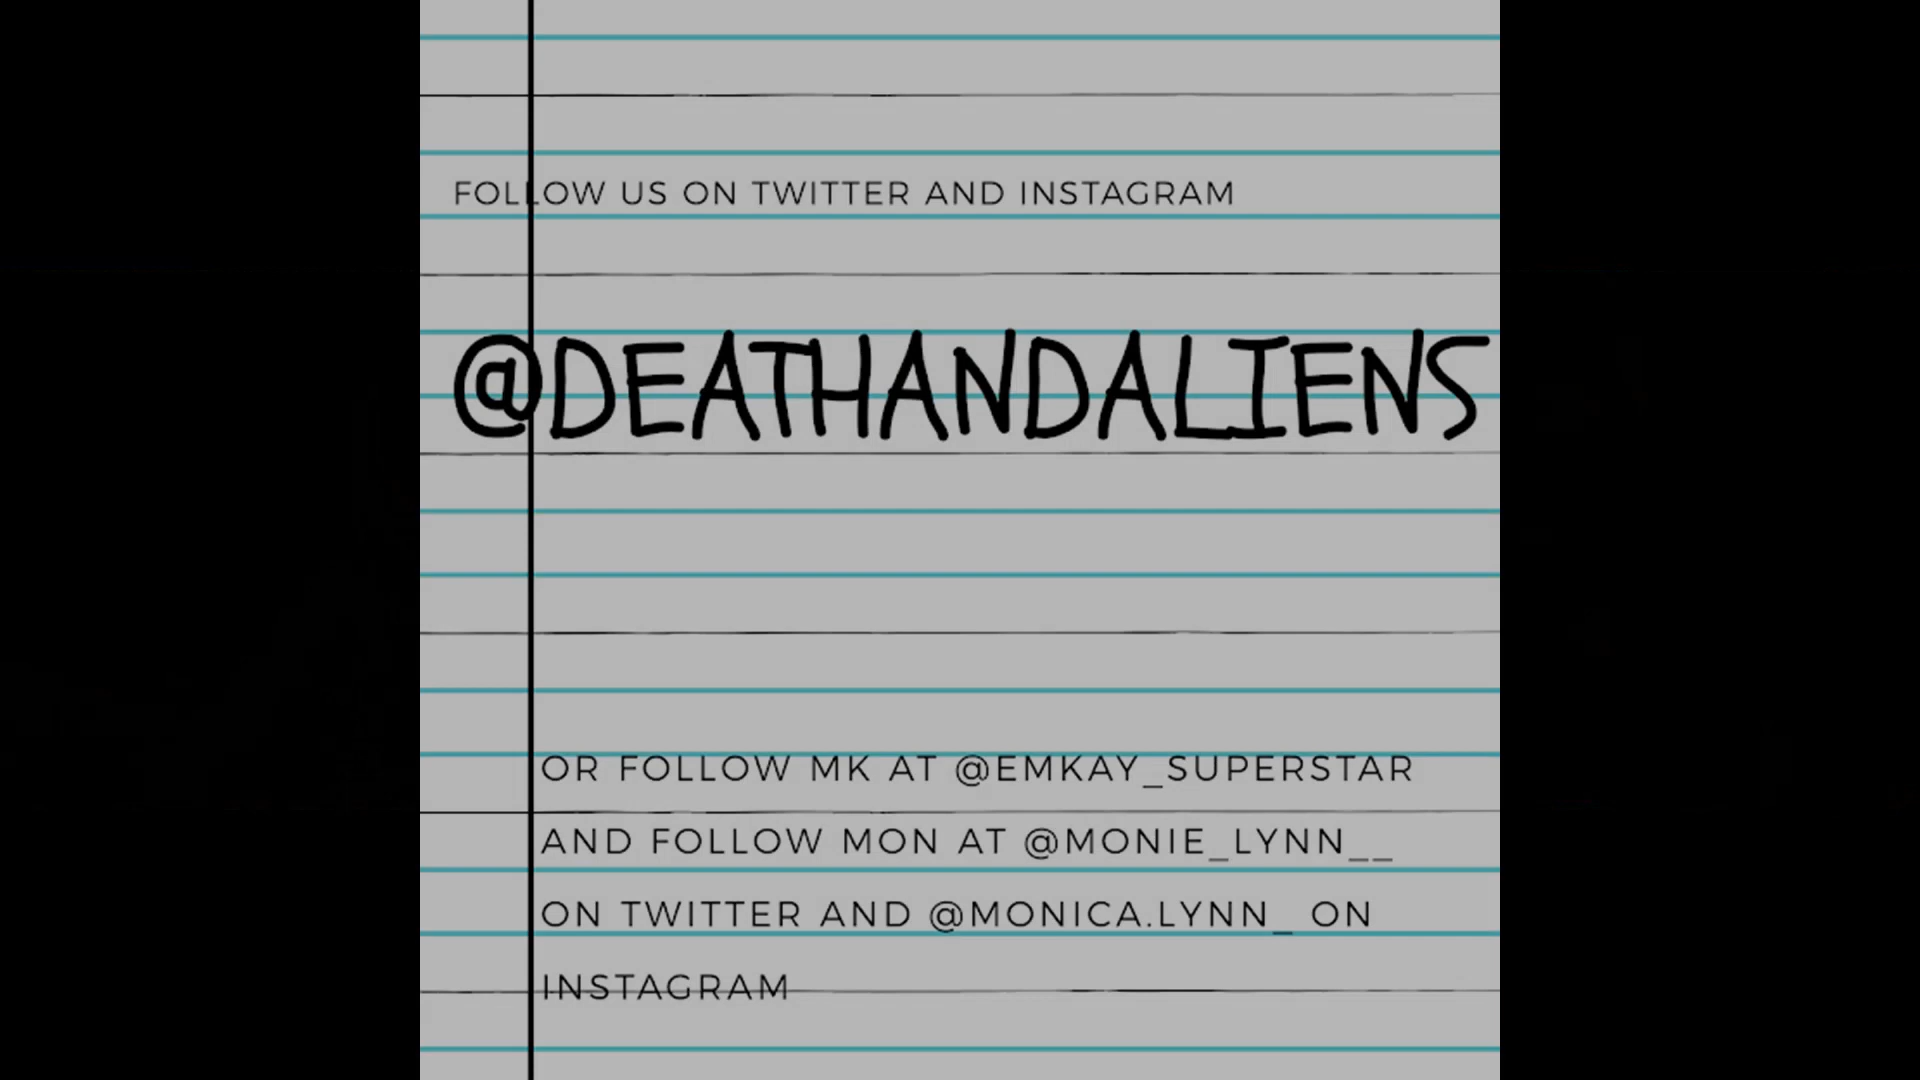 FOLLOW US ON TWITTER AND INSTAGRAM
@DEATHANDALIENS
OR FOLLOW MK AT @EMKAY_SUPERSTAR
AND FOLLOW MON AT @MONIE_LYNN__
ON TWITTER AND @MONICA.LYNN_ ON
INSTAGRAM